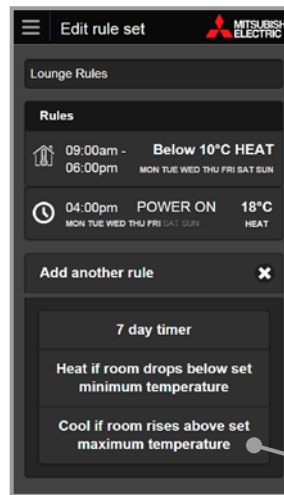 Edit rule set
MITSUBISH
ELECTRIC
Lounge Rules
Rules
09:00am - Below 10°C HEAT
06:00pm MON TUE WED THU FRI SAT SUN
04:00pm POWER ON 18°C
MON TUE WED THU FRI SAT SUN HEAT
Add another rule
7 day timer
Heat if room drops below set
minimum temperature
Cool if room rises above set
maximum temperature